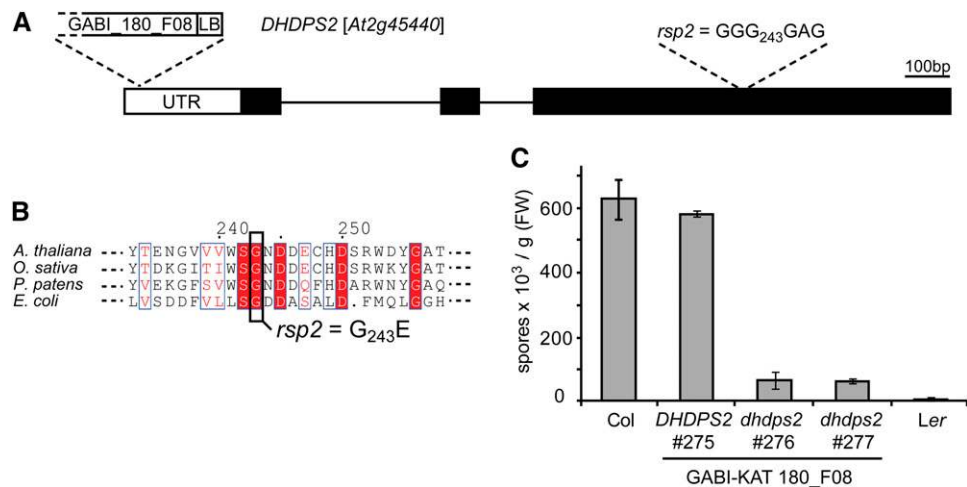 A
GABI_180_F08 LB
DHDPS2 [At2g45440]
rsp2 = GGG243GAG
100bp
UTR
B
240 250
A. thaliana --- YTENGVVVWSGNDDECHDSRWDYGAT ---
O. sativa --- YTDKGITIWSGNDDECHDSRWDYGAT ---
P. patens --- YVEKGFSVWSGNDDQFHDARWNYGAQ ---
E. coli --- LVSDDFVLLSGDDASALD.FMQLGGH ---
rsp2 = G243E
C
spores x 10³ / g (FW)
600
400
200
0
Col DHDPS2 dhdps2 dhdps2 Ler
#275 #276 #277
GABI-KAT 180_F08